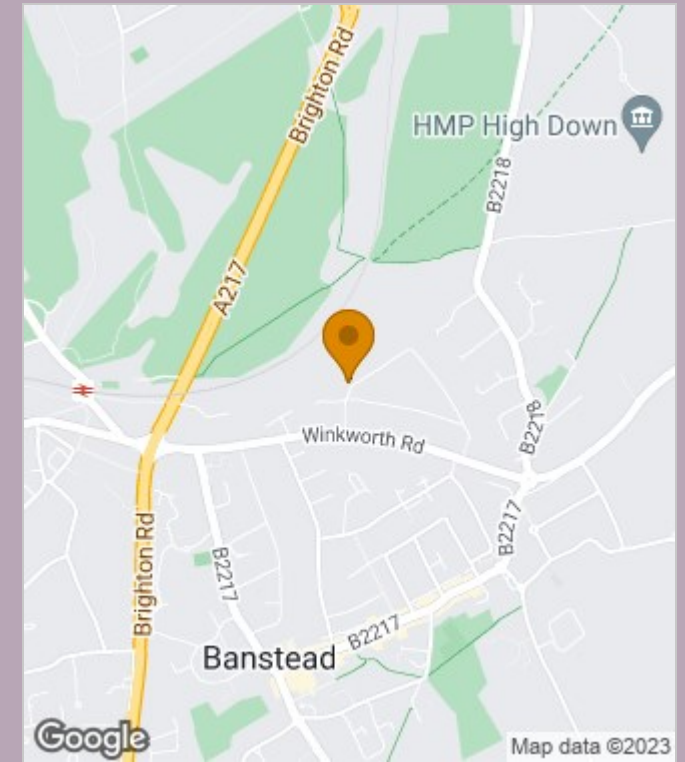 Brighton Rd
HMP High Down
B2218
A217
Winkworth Rd
B2218
B2217
Brighton Rd
B2217
B2217
Banstead
Google
Map data ©2023